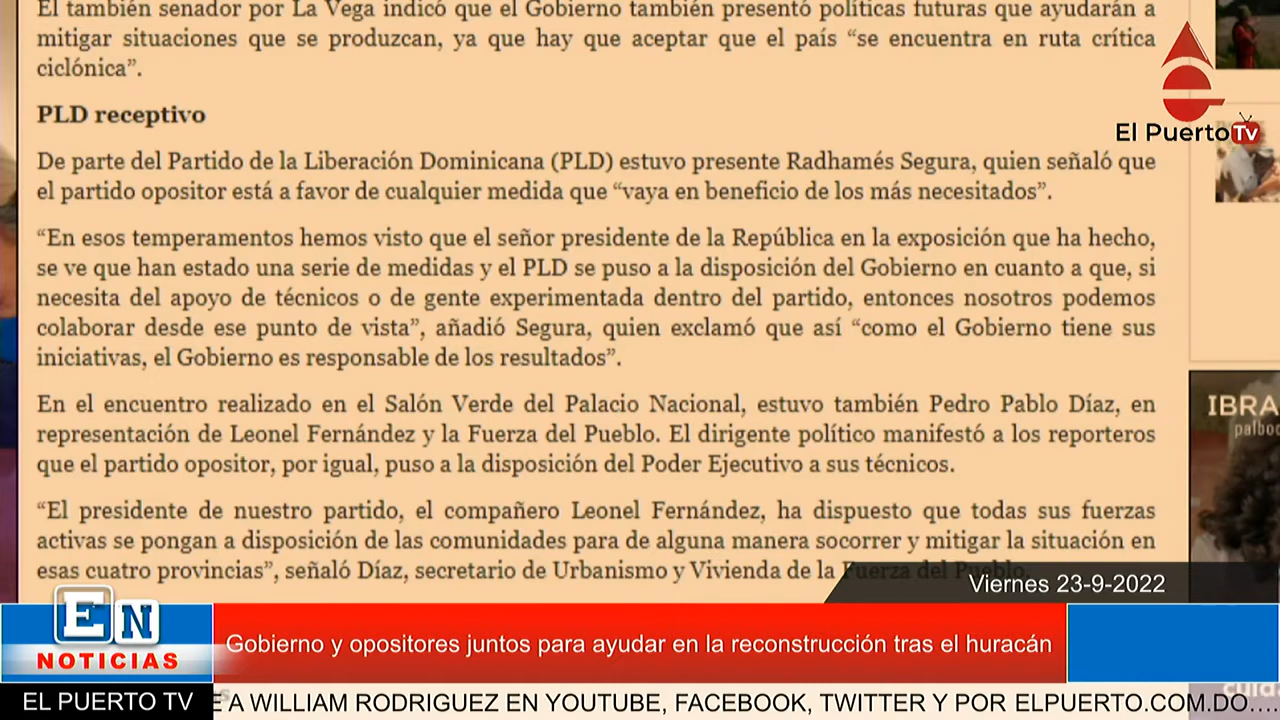 El también senador por La Vega indicó que el Gobierno también presentó políticas futuras que ayudarán a
mitigar situaciones que se produzcan, ya que hay que aceptar que el país “se encuentra en ruta crítica
ciclónica”.
PLD receptivo
De parte del Partido de la Liberación Dominicana (PLD) estuvo presente Radhamés Segura, quien señaló que
el partido opositor está a favor de cualquier medida que “vaya en beneficio de los más necesitados”.
“En esos temperamentos hemos visto que el señor presidente de la República en la exposición que ha hecho,
se ve que han estado una serie de medidas y el PLD se puso a la disposición del Gobierno en cuanto a que, si
necesita del apoyo de técnicos o de gente experimentada dentro del partido, entonces nosotros podemos
colaborar desde ese punto de vista”, añadió Segura, quien exclamó que así “como el Gobierno tiene sus
iniciativas, el Gobierno es responsable de los resultados”.
En el encuentro realizado en el Salón Verde del Palacio Nacional, estuvo también Pedro Pablo Díaz, en
representación de Leonel Fernández y la Fuerza del Pueblo. El dirigente político manifestó a los reporteros
que el partido opositor, por igual, puso a la disposición del Poder Ejecutivo a sus técnicos.
“El presidente de nuestro partido, el compañero Leonel Fernández, ha dispuesto que todas sus fuerzas
activas se pongan a disposición de las comunidades para de alguna manera socorrer y mitigar la situación en
esas cuatro provincias”, señaló Díaz, secretario de Urbanismo y Vivienda de la Fuerza del Pueblo.
El Puerto Tv
IBRA
palbo
Viernes 23-9-2022
EN
NOTICIAS
Gobierno y opositores juntos para ayudar en la reconstrucción tras el huracán
EL PUERTO TV
E A WILLIAM RODRIGUEZ EN YOUTUBE, FACEBOOK, TWITTER Y POR ELPUERTO.COM.DO....